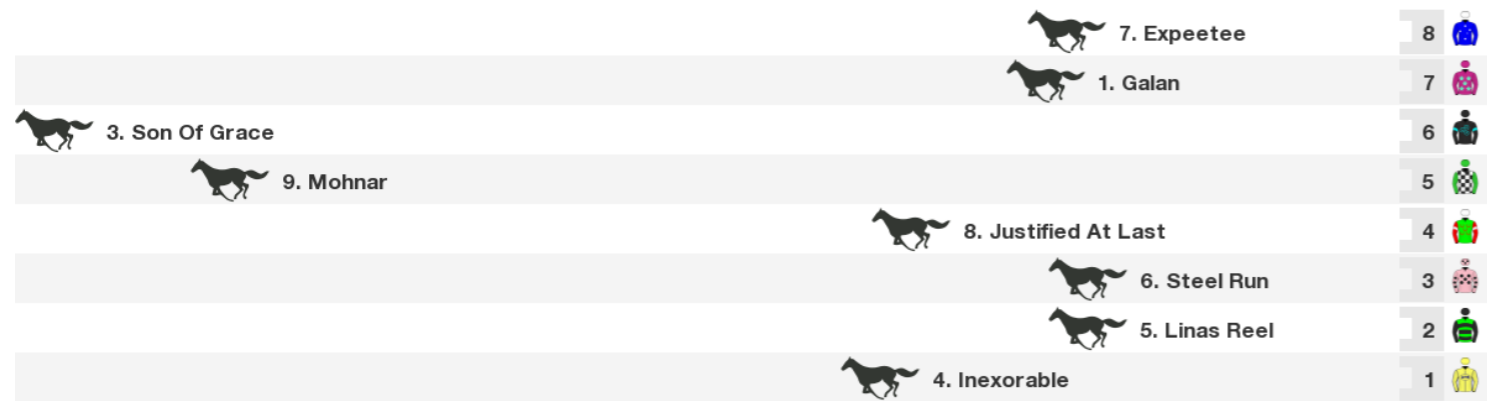 7. Expeetee 8
1. Galan 7
3. Son Of Grace 6
9. Mohnar 5
8. Justified At Last 4
6. Steel Run 3
5. Linas Reel 2
4. Inexorable 1